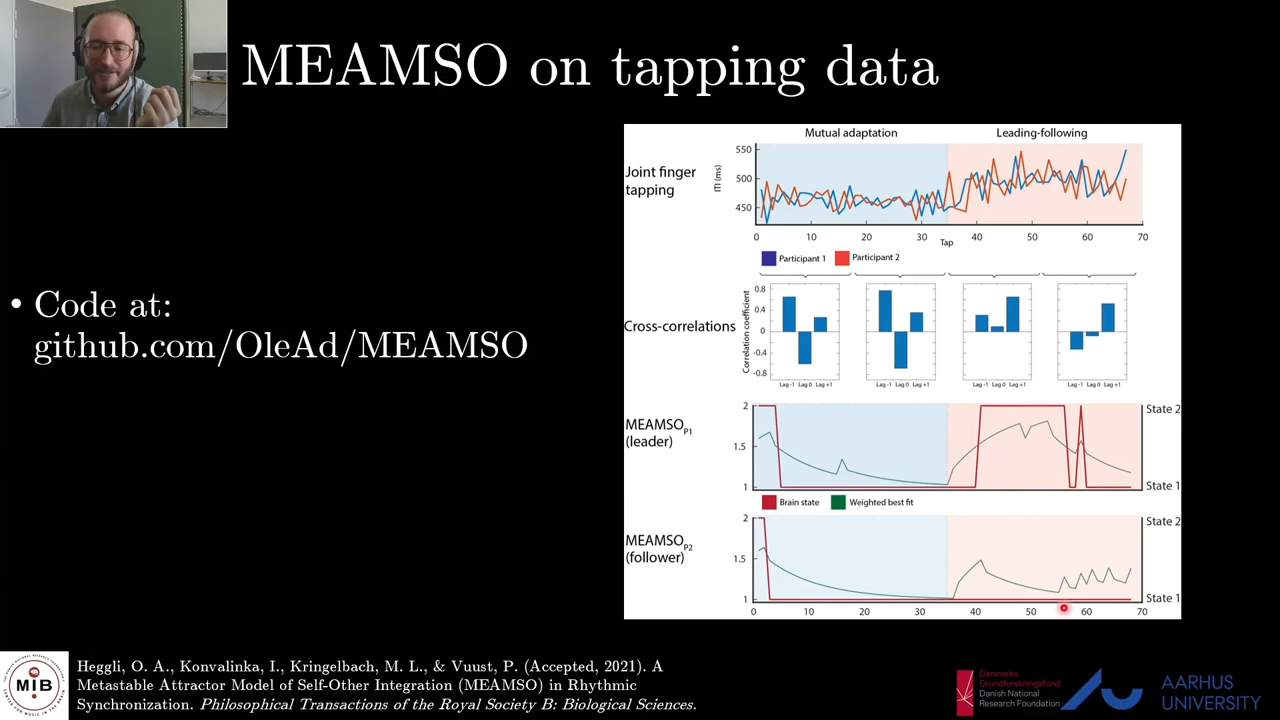 MEAMSO on tapping data
• Code at:
github.com/OleAd/MEAMSO
Mutual adaptation
Leading-following
Joint finger
tapping
ITI (ms)
550
500
450
0 10 20 30 40 50 60 70
Tap
Participant 1
Participant 2
Cross-correlations
Correlation coefficient
0.8
0.4
0
-0.4
-0.8
Lag -1 Lag 0 Lag +1
Lag -1 Lag 0 Lag +1
Lag -1 Lag 0 Lag +1
Lag -1 Lag 0 Lag +1
MEAMSOP1
(leader)
2
1.5
1
State 2
State 1
Brain state
Weighted best fit
MEAMSOP2
(follower)
2
1.5
1
State 2
State 1
0 10 20 30 40 50 60 70
MIB
Heggli, O. A., Konvalinka, I., Kringelbach, M. L., & Vuust, P. (Accepted, 2021). A
Metastable Attractor Model of Self-Other Integration (MEAMSO) in Rhythmic
Synchronization. Philosophical Transactions of the Royal Society B: Biological Sciences.
Danmarks
Grundforskningsfond
Danish National
Research Foundation
AARHUS
UNIVERSITY